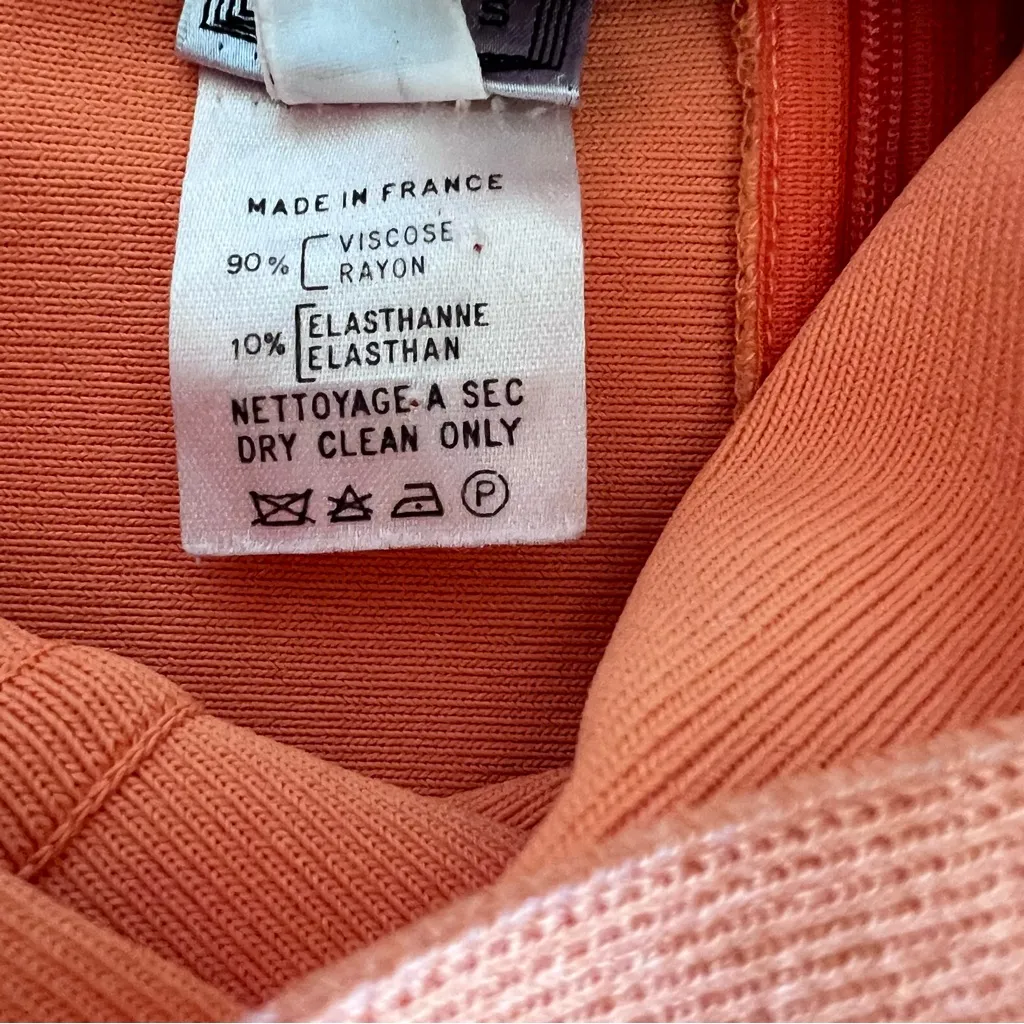 S
MADE IN FRANCE
90% VISCOSE
RAYON
10% ELASTHANNE
ELASTHAN
NETTOYAGE A SEC
DRY CLEAN ONLY
P